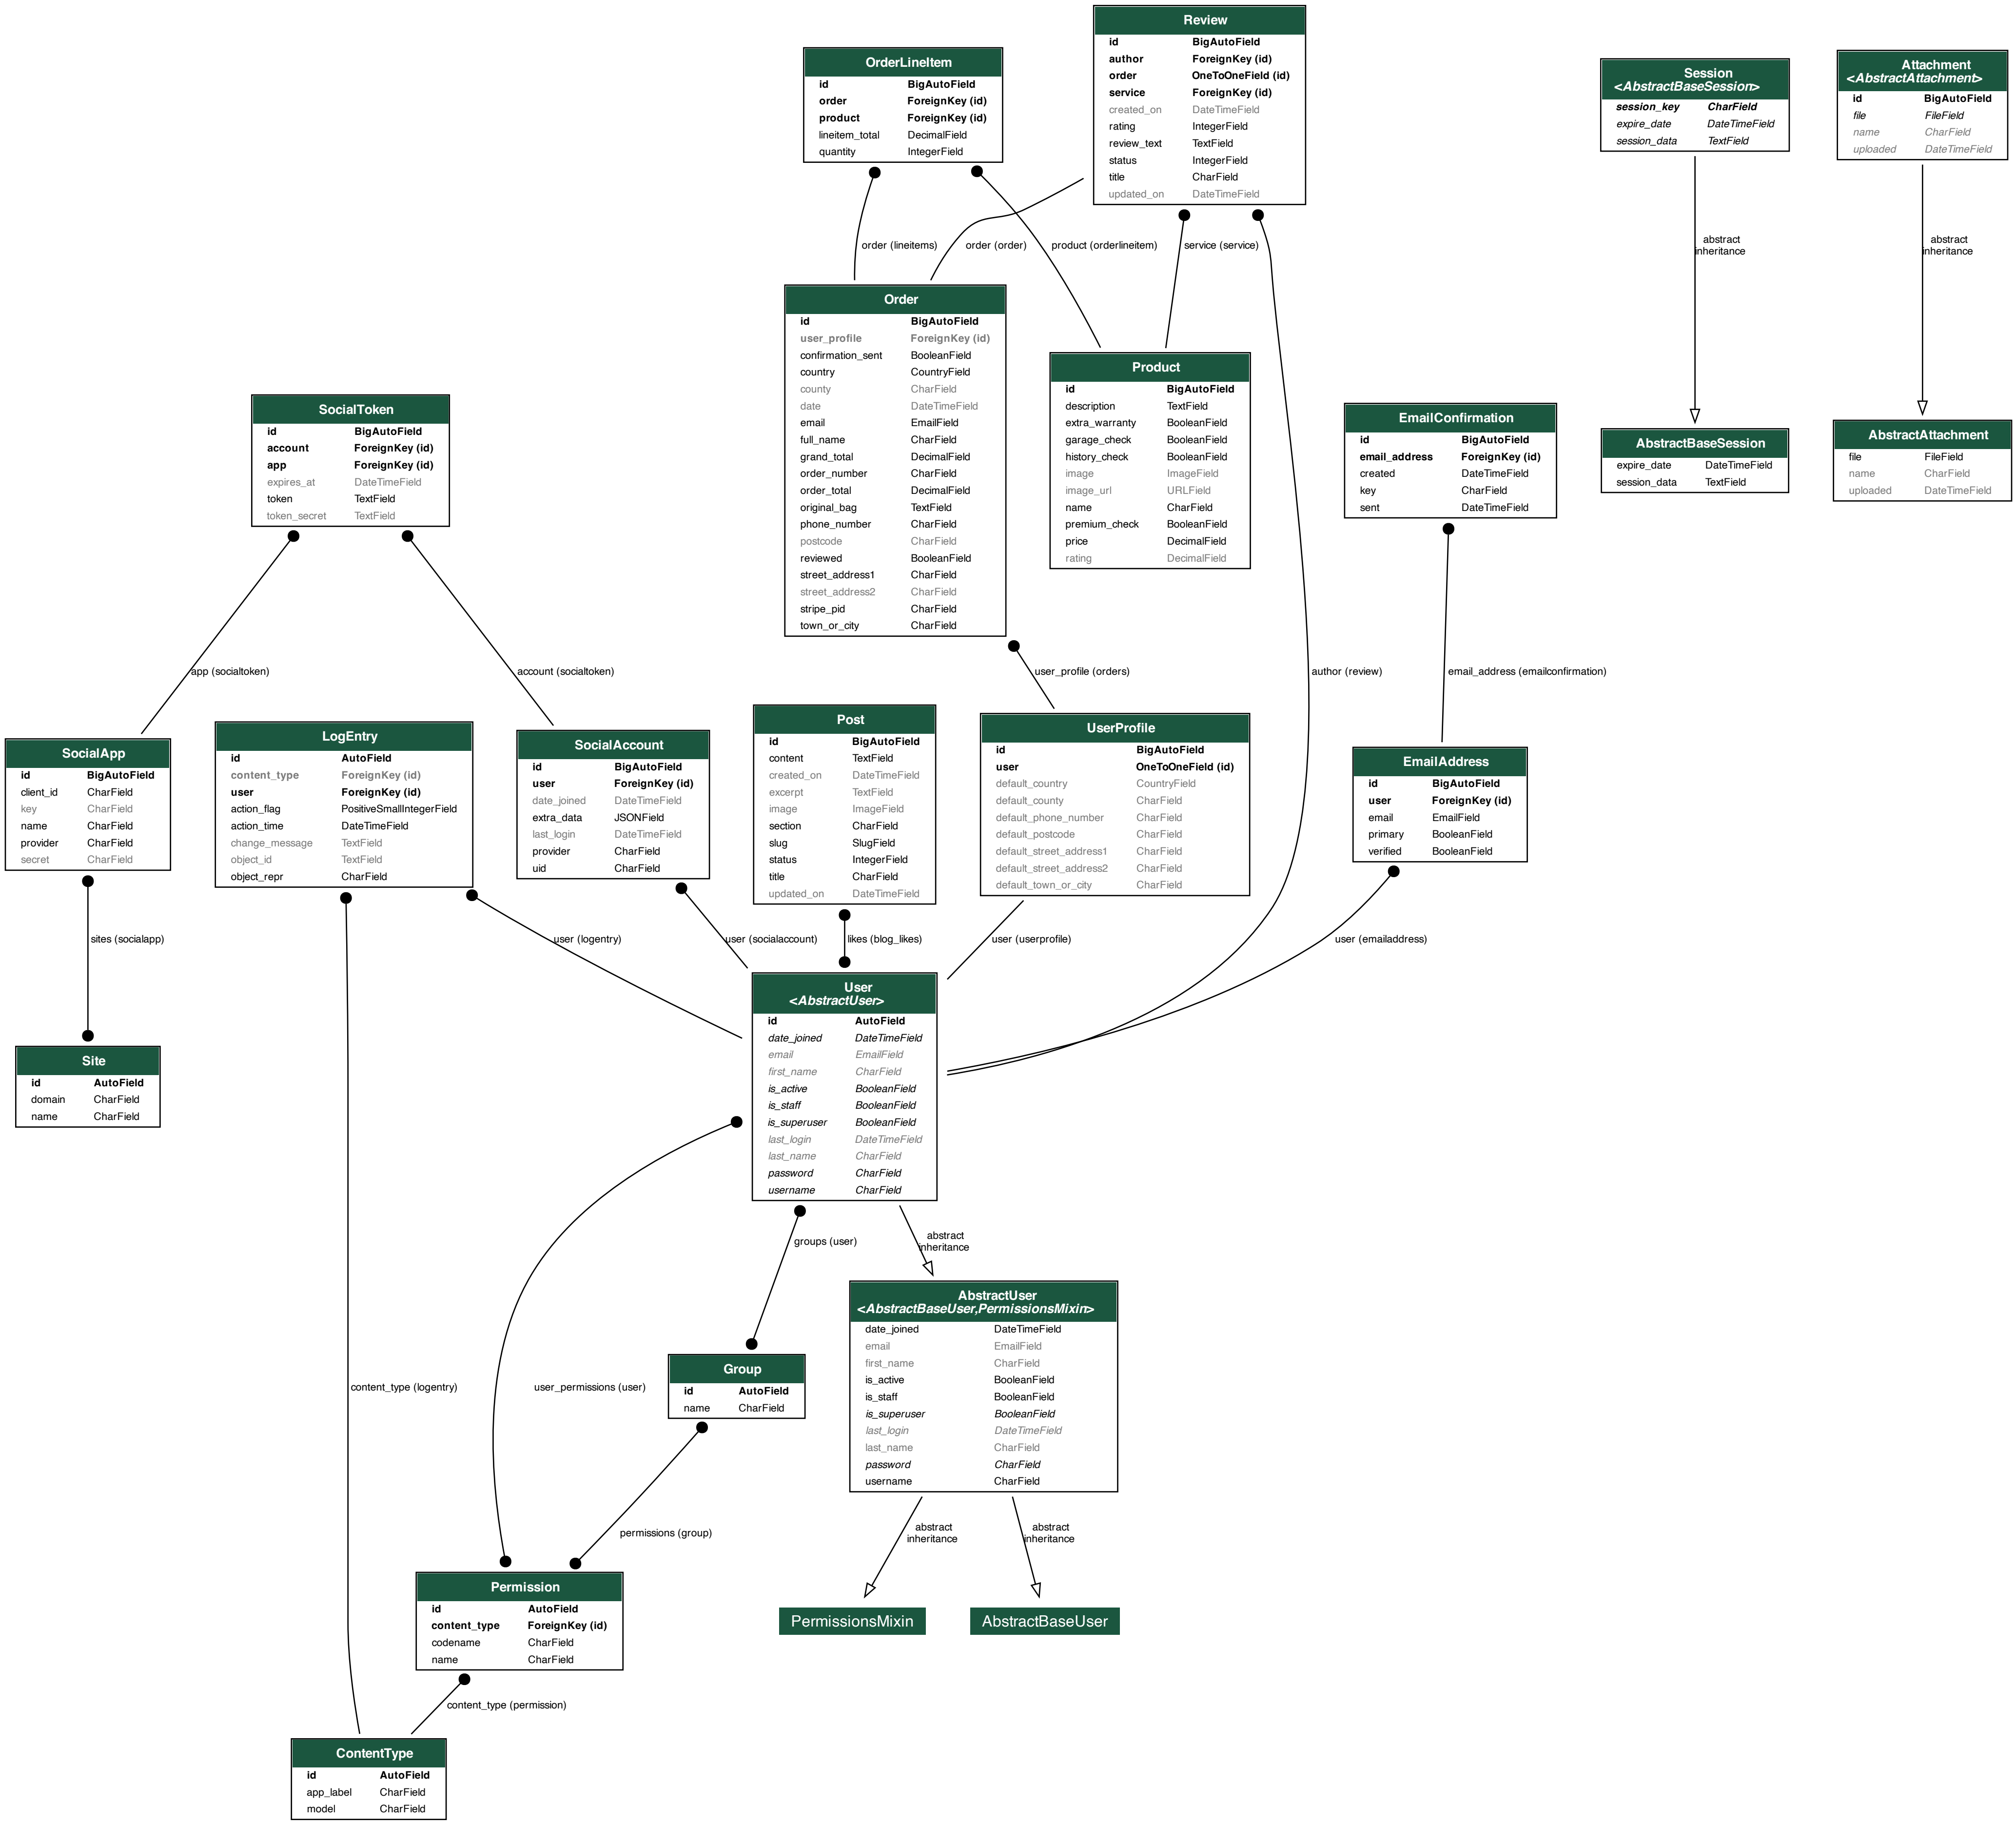 Review
id BigAutoField
author ForeignKey (id)
order OneToOneField (id)
service ForeignKey (id)
created_on DateTimeField
rating IntegerField
review_text TextField
status IntegerField
title CharField
updated_on DateTimeField
OrderLineItem
id BigAutoField
order ForeignKey (id)
product ForeignKey (id)
lineitem_total DecimalField
quantity IntegerField
Session
<AbstractBaseSession>
session_key CharField
expire_date DateTimeField
session_data TextField
Attachment
<AbstractAttachment>
id BigAutoField
file FileField
name CharField
uploaded DateTimeField
order (lineitems)
order (order)
product (orderlineitem)
service (service)
abstract
inheritance
abstract
inheritance
Order
id BigAutoField
user_profile ForeignKey (id)
confirmation_sent BooleanField
country CountryField
county CharField
date DateTimeField
email EmailField
full_name CharField
grand_total DecimalField
order_number CharField
order_total DecimalField
original_bag TextField
phone_number CharField
postcode CharField
reviewed BooleanField
street_address1 CharField
street_address2 CharField
stripe_pid CharField
town_or_city CharField
Product
id BigAutoField
description TextField
extra_warranty BooleanField
garage_check BooleanField
history_check BooleanField
image ImageField
image_url URLField
name CharField
premium_check BooleanField
price DecimalField
rating DecimalField
SocialToken
id BigAutoField
account ForeignKey (id)
app ForeignKey (id)
expires_at DateTimeField
token TextField
token_secret TextField
EmailConfirmation
id BigAutoField
email_address ForeignKey (id)
created DateTimeField
key CharField
sent DateTimeField
AbstractBaseSession
expire_date DateTimeField
session_data TextField
AbstractAttachment
file FileField
name CharField
uploaded DateTimeField
app (socialtoken)
account (socialtoken)
user_profile (orders)
author (review)
email_address (emailconfirmation)
SocialApp
id BigAutoField
client_id CharField
key CharField
name CharField
provider CharField
secret CharField
LogEntry
id AutoField
content_type ForeignKey (id)
user ForeignKey (id)
action_flag PositiveSmallIntegerField
action_time DateTimeField
change_message TextField
object_id TextField
object_repr CharField
SocialAccount
id BigAutoField
user ForeignKey (id)
date_joined DateTimeField
extra_data JSONField
last_login DateTimeField
provider CharField
uid CharField
Post
id BigAutoField
content TextField
created_on DateTimeField
excerpt TextField
image ImageField
section CharField
slug SlugField
status IntegerField
title CharField
updated_on DateTimeField
UserProfile
id BigAutoField
user OneToOneField (id)
default_country CountryField
default_county CharField
default_phone_number CharField
default_postcode CharField
default_street_address1 CharField
default_street_address2 CharField
default_town_or_city CharField
EmailAddress
id BigAutoField
user ForeignKey (id)
email EmailField
primary BooleanField
verified BooleanField
sites (socialapp)
user (logentry)
user (socialaccount)
likes (blog_likes)
user (userprofile)
user (emailaddress)
Site
id AutoField
domain CharField
name CharField
User
<AbstractUser>
id AutoField
date_joined DateTimeField
email EmailField
first_name CharField
is_active BooleanField
is_staff BooleanField
is_superuser BooleanField
last_login DateTimeField
last_name CharField
password CharField
username CharField
groups (user)
abstract
inheritance
AbstractUser
<AbstractBaseUser,PermissionsMixin>
date_joined DateTimeField
email EmailField
first_name CharField
is_active BooleanField
is_staff BooleanField
is_superuser BooleanField
last_login DateTimeField
last_name CharField
password CharField
username CharField
Group
id AutoField
name CharField
content_type (logentry)
user_permissions (user)
permissions (group)
abstract
inheritance
abstract
inheritance
Permission
id AutoField
content_type ForeignKey (id)
codename CharField
name CharField
PermissionsMixin
AbstractBaseUser
content_type (permission)
ContentType
id AutoField
app_label CharField
model CharField